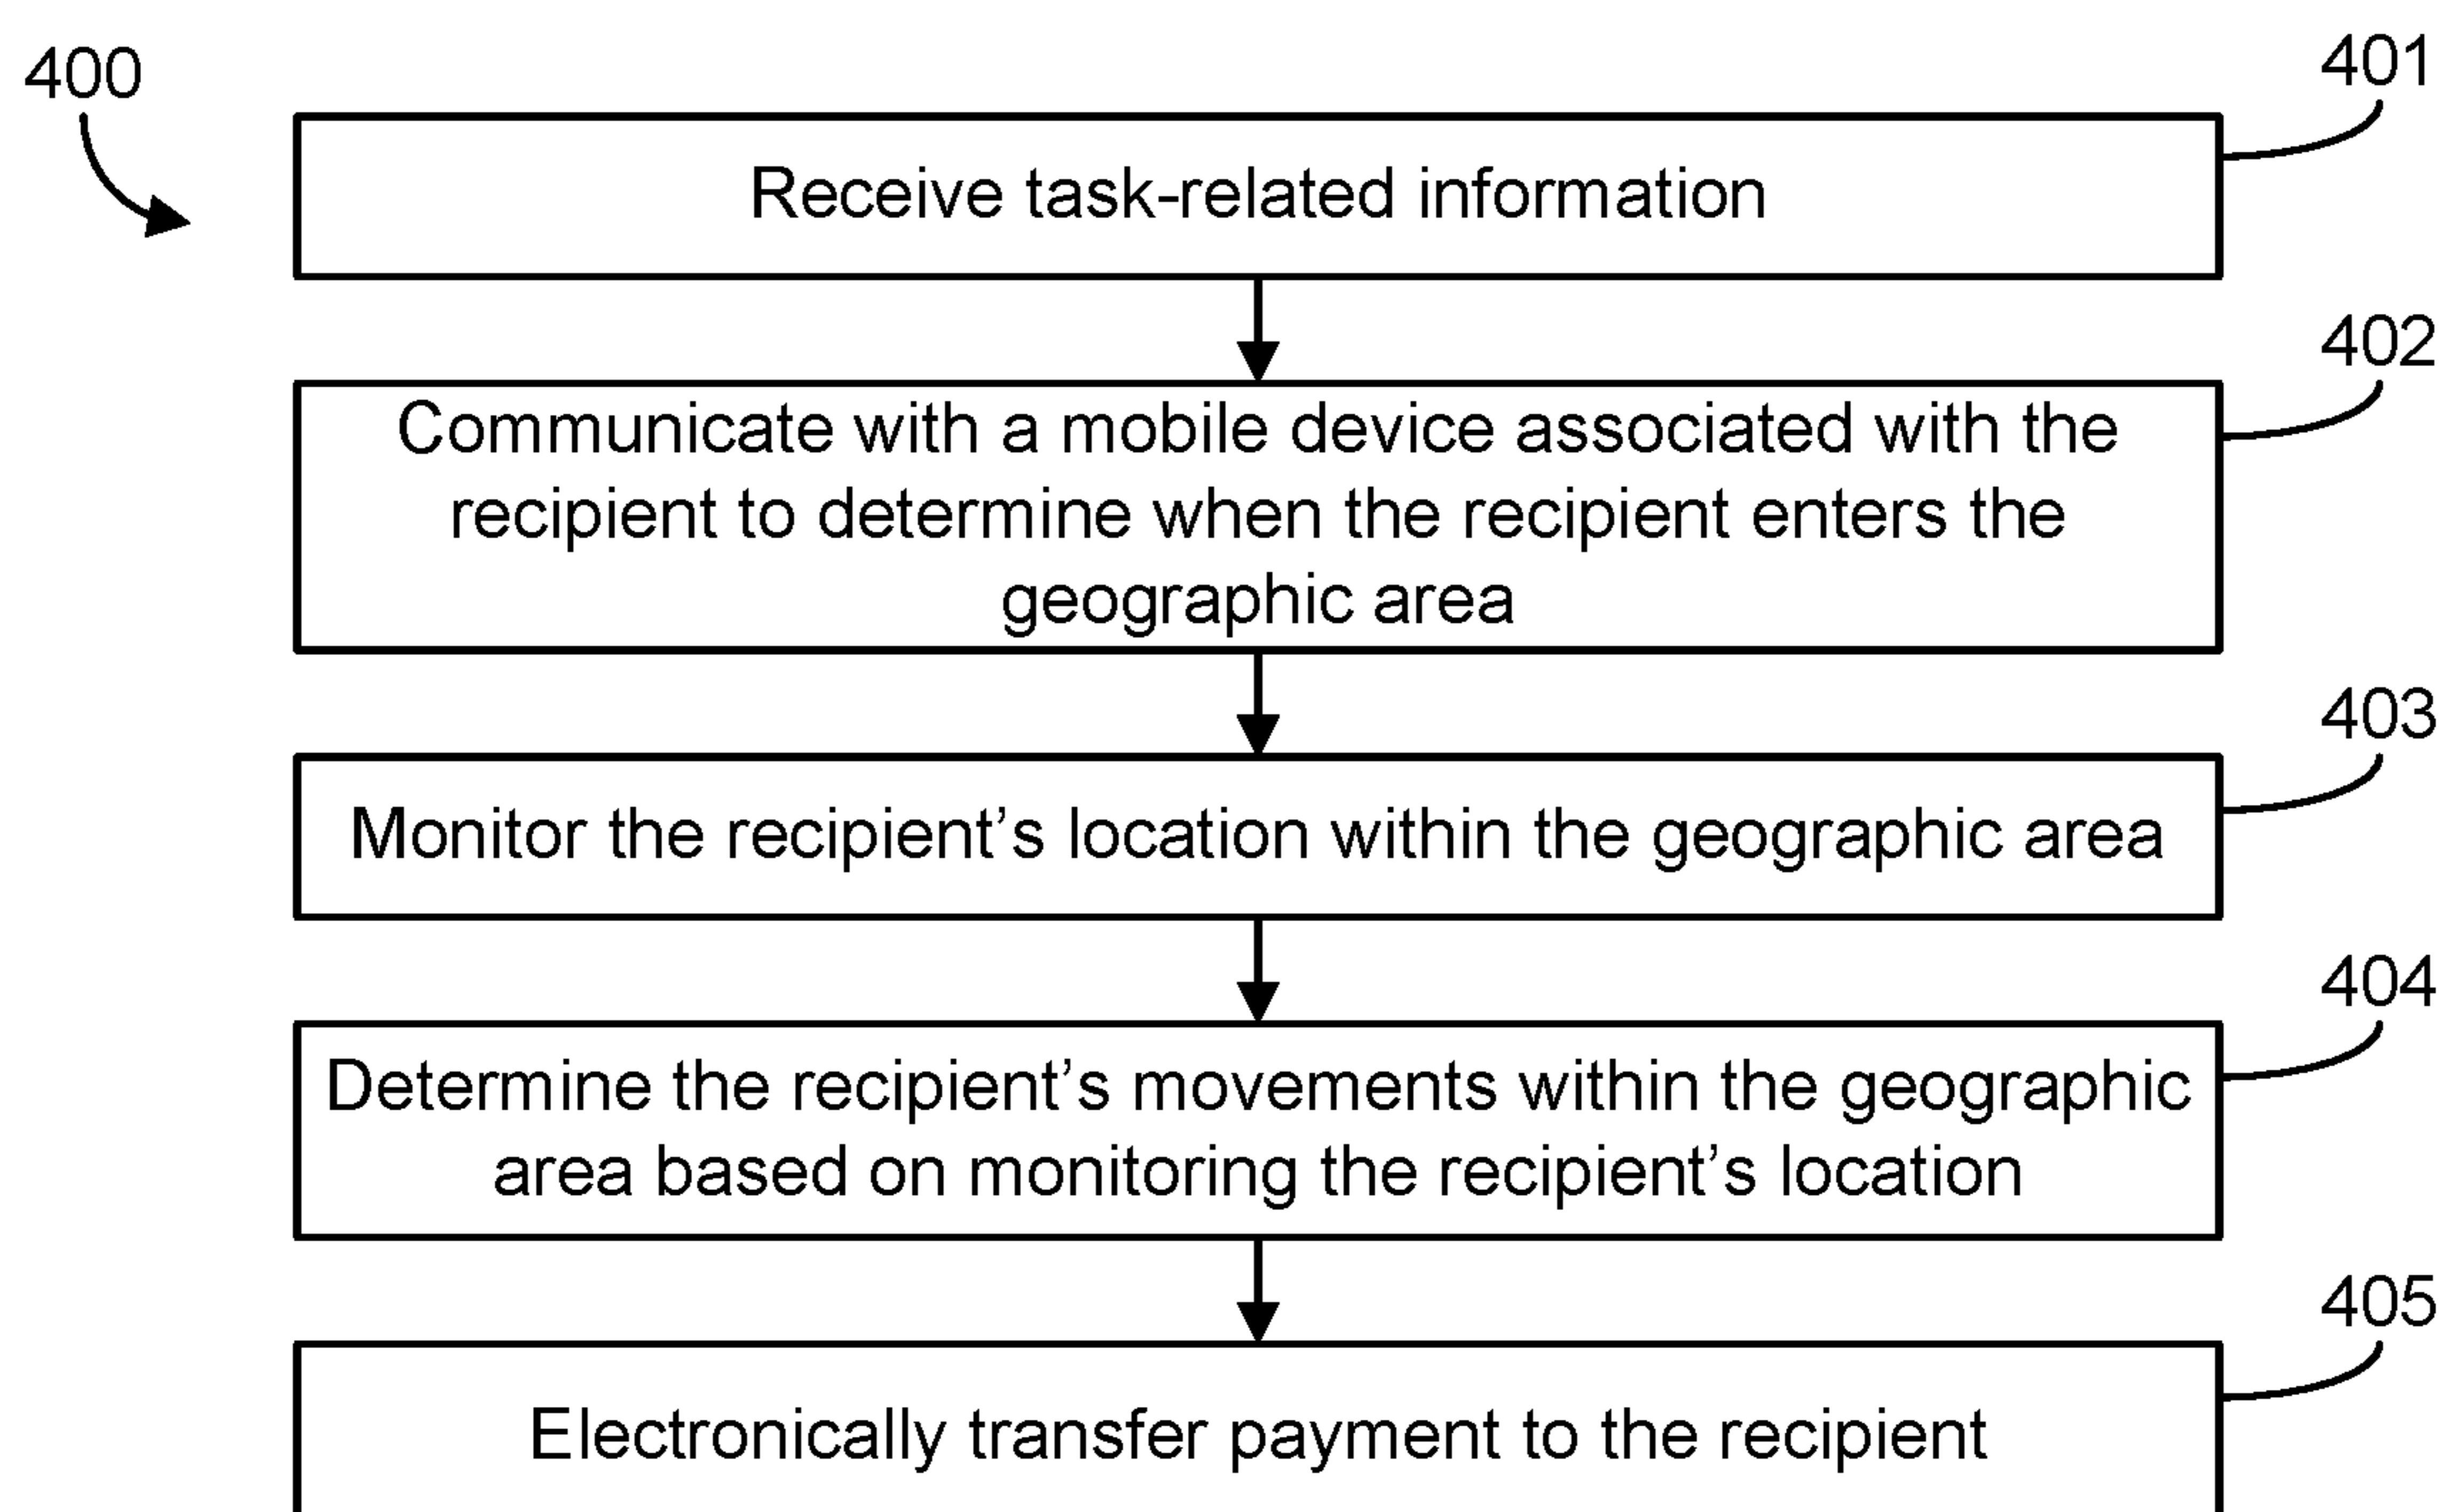 400
401
Receive task-related information
402
Communicate with a mobile device associated with the
recipient to determine when the recipient enters the
geographic area
403
Monitor the recipient’s location within the geographic area
404
Determine the recipient’s movements within the geographic
area based on monitoring the recipient’s location
405
Electronically transfer payment to the recipient